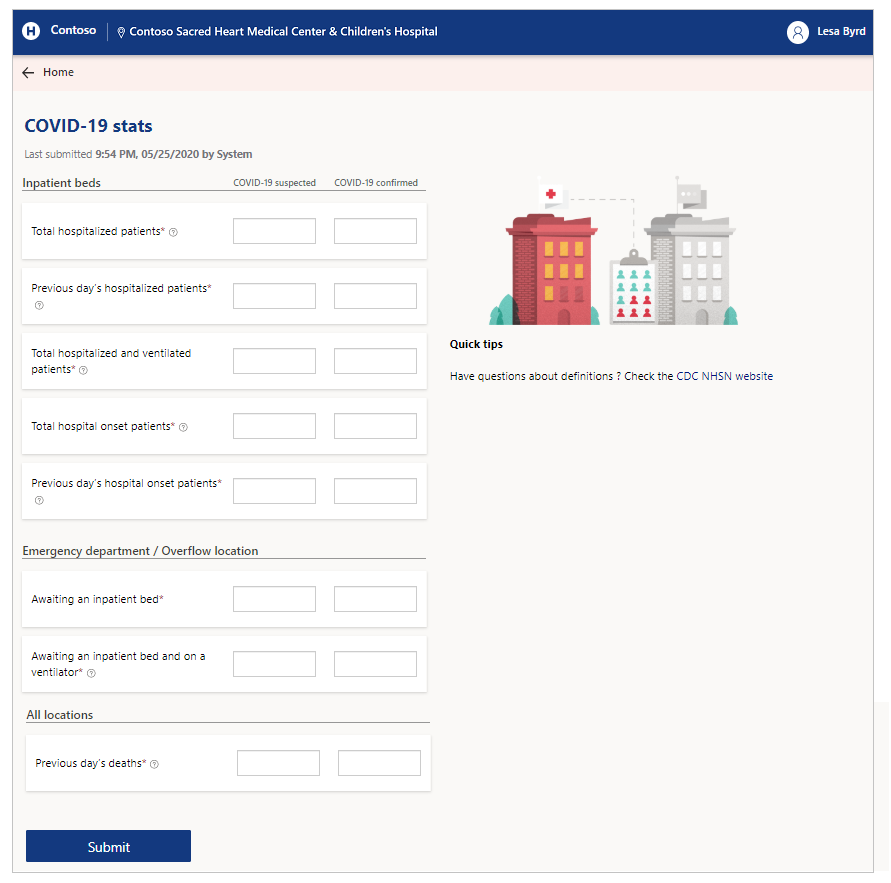 H Contoso Contoso Sacred Heart Medical Center & Children's Hospital Lesa Byrd
← Home
COVID-19 stats
Last submitted 9:54 PM, 05/25/2020 by System
Inpatient beds COVID-19 suspected COVID-19 confirmed
Total hospitalized patients* ?
Previous day's hospitalized patients*
?
Total hospitalized and ventilated
patients* ?
Total hospital onset patients* ?
Previous day's hospital onset patients*
?
Emergency department / Overflow location
Awaiting an inpatient bed*
Awaiting an inpatient bed and on a
ventilator* ?
All locations
Previous day's deaths* ?
Submit
Quick tips
Have questions about definitions ? Check the CDC NHSN website